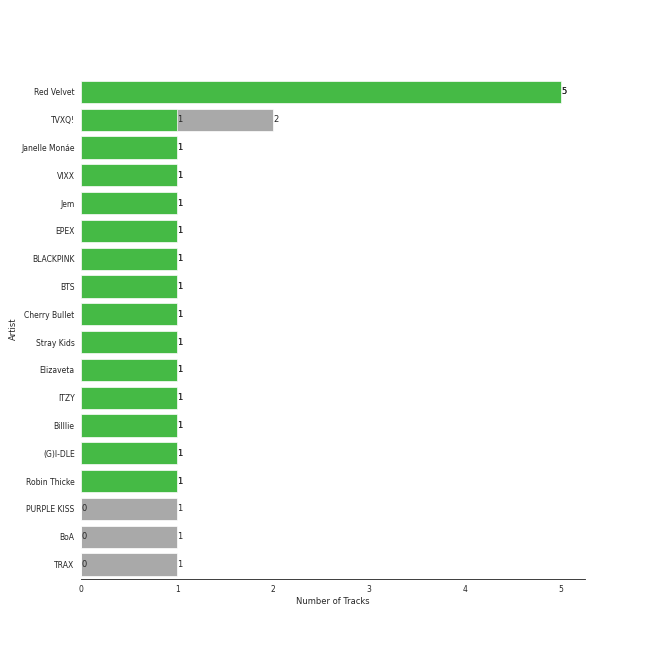 Red Velvet 5
TVXQ! 1 2
Janelle Monáe 1
VIXX 1
Jem 1
EPEX 1
BLACKPINK 1
BTS 1
Cherry Bullet 1
Stray Kids 1
Elizaveta 1
ITZY 1
Billlie 1
(G)I-DLE 1
Robin Thicke 1
PURPLE KISS 0 1
BoA 0 1
TRAX 0 1
Artist
0 1 2 3 4 5
Number of Tracks